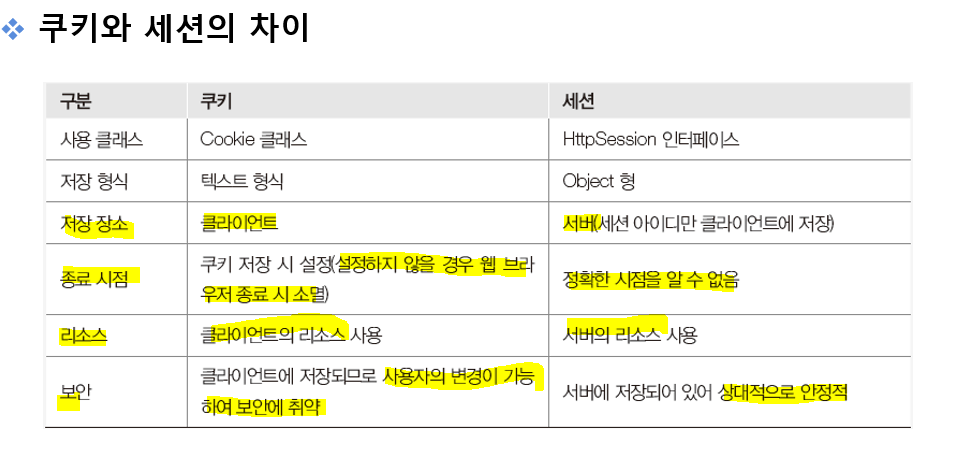 쿠키와 세션의 차이
구분 쿠키 세션
사용 클래스 Cookie 클래스 HttpSession 인터페이스
저장 형식 텍스트 형식 Object 형
저장 장소 클라이언트 서버(세션 아이디만 클라이언트에 저장)
종료 시점 쿠키 저장 시 설정(설정하지 않을 경우 웹 브라
우저 종료 시 소멸) 정확한 시점을 알 수 없음
리소스 클라이언트의 리소스 사용 서버의 리소스 사용
보안 클라이언트에 저장되므로 사용자의 변경이 가능
하여 보안에 취약 서버에 저장되어 있어 상대적으로 안정적